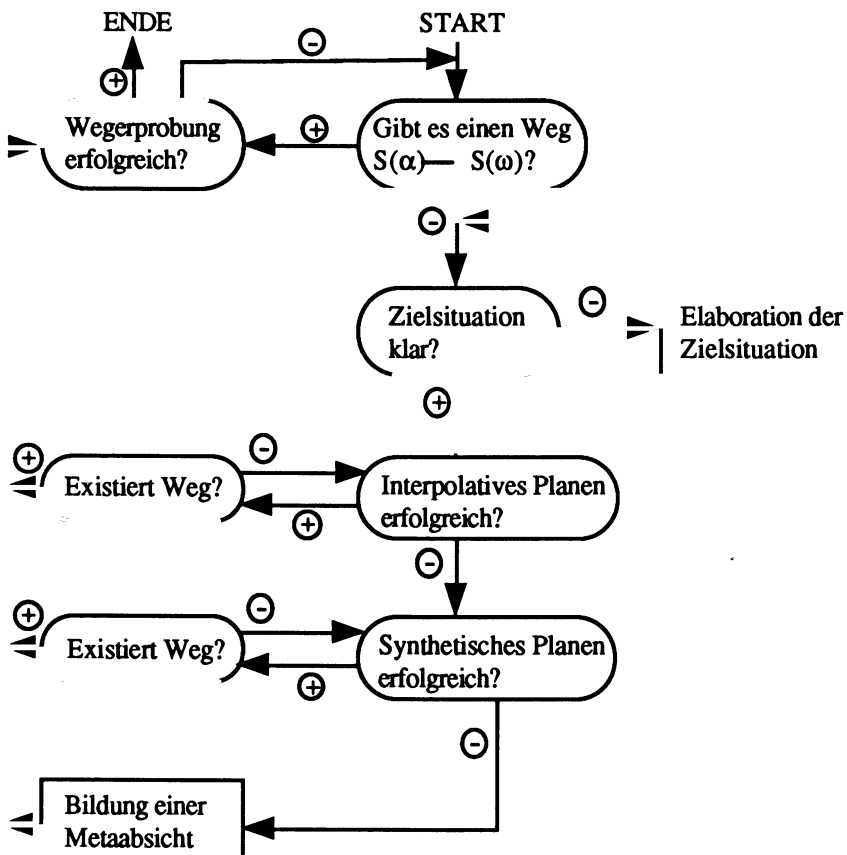 ENDE
START
-
+
Wegerprobung
erfolgreich?
+
Gibt es einen Weg
S(α)— S(ω)?
-
Zielsituation
klar?
-
Elaboration der
Zielsituation
+
+
Existiert Weg?
-
+
Interpolatives Planen
erfolgreich?
-
+
Existiert Weg?
-
+
Synthetisches Planen
erfolgreich?
-
Bildung einer
Metaabsicht